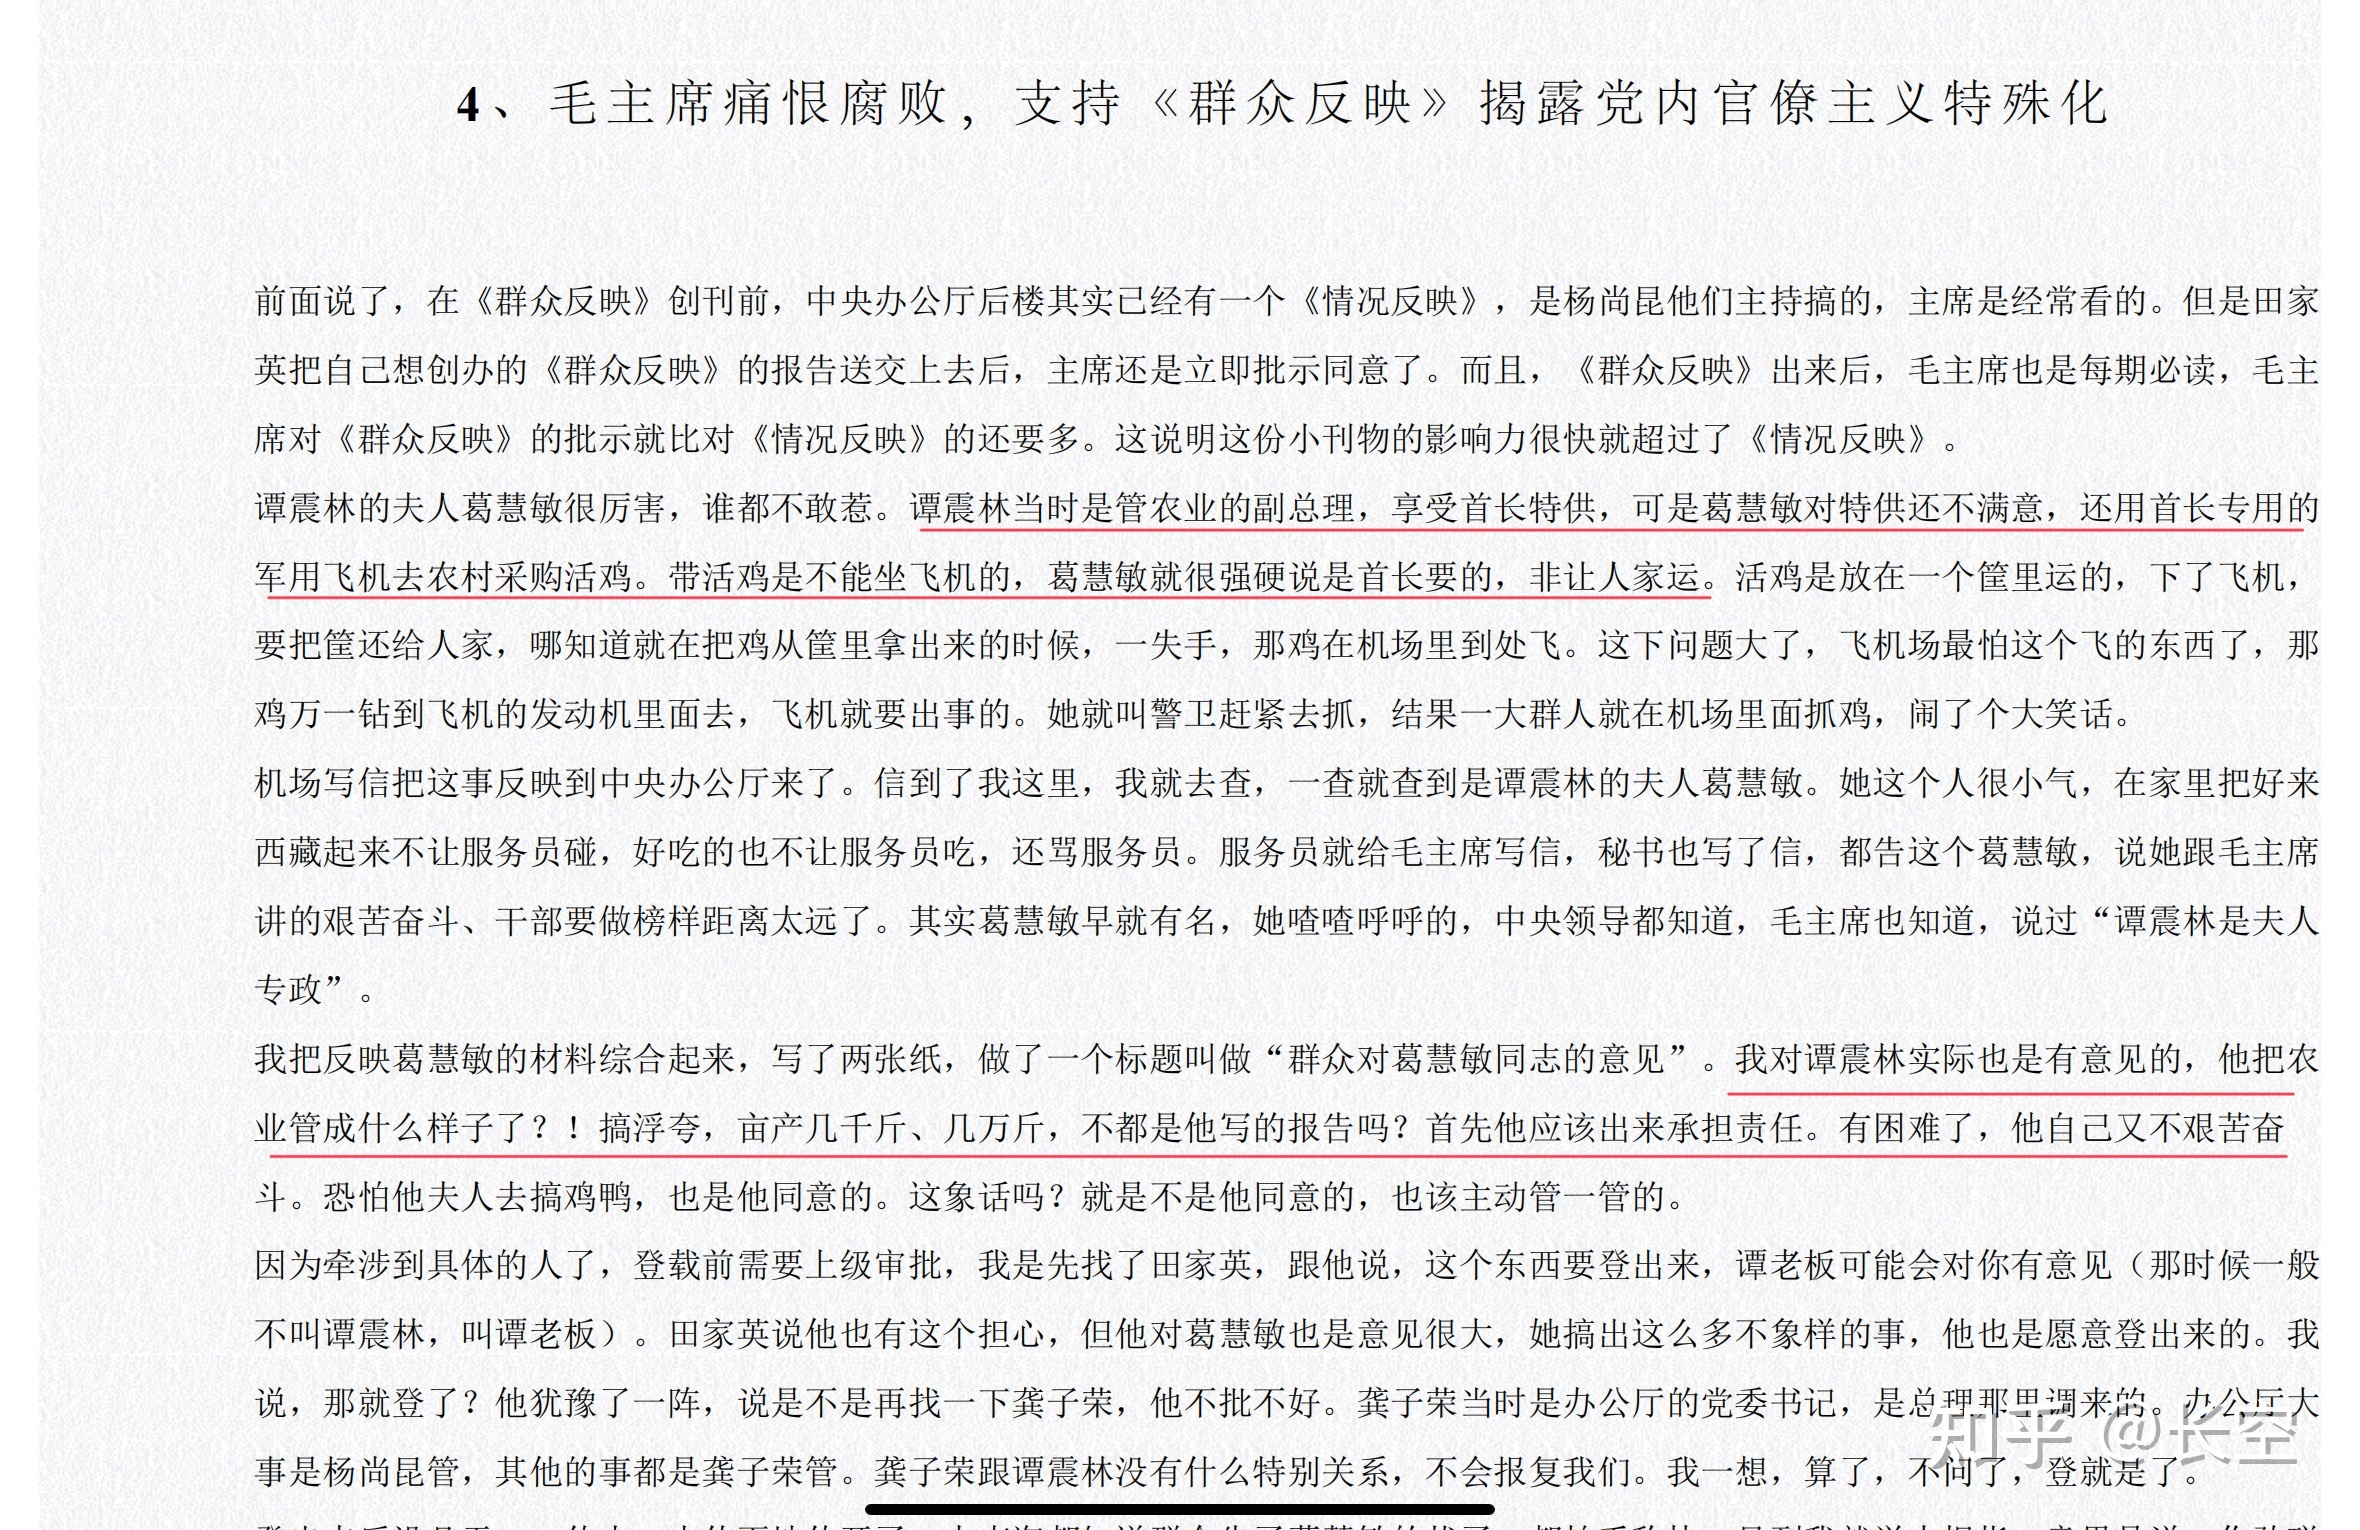 4、毛主席痛恨腐败，支持《群众反映》揭露党内官僚主义特殊化
前面说了，在《群众反映》创刊前，中央办公厅后楼其实已经有一个《情况反映》，是杨尚昆他们主持搞的，主席是经常看的。但是田家
英把自己想创办的《群众反映》的报告送交上去后，主席还是立即批示同意了。而且，《群众反映》出来后，毛主席也是每期必读，毛主
席对《群众反映》的批示就比对《情况反映》的还要多。这说明这份小刊物的影响力很快就超过了《情况反映》。
谭震林的夫人葛慧敏很厉害，谁都不敢惹。谭震林当时是管农业的副总理，享受首长特供，可是葛慧敏对特供还不满意，还用首长专用的
军用飞机去农村采购活鸡。带活鸡是不能坐飞机的，葛慧敏就很强硬说是首长要的，非让人家运。活鸡是放在一个筐里运的，下了飞机，
要把筐还给人家，哪知道就在把鸡从筐里拿出来的时候，一失手，那鸡在机场里到处飞。这下问题大了，飞机场最怕这个飞的东西了，那
鸡万一钻到飞机的发动机里面去，飞机就要出事的。她就叫警卫赶紧去抓，结果一大群人就在机场里面抓鸡，闹了个大笑话。
机场写信把这事反映到中央办公厅来了。信到了我这里，我就去查，一查就查到是谭震林的夫人葛慧敏。她这个人很小气，在家里把好来
西藏起来不让服务员碰，好吃的也不让服务员吃，还骂服务员。服务员就给毛主席写信，秘书也写了信，都告这个葛慧敏，说她跟毛主席
讲的艰苦奋斗、干部要做榜样距离太远了。其实葛慧敏早就有名，她喳喳呼呼的，中央领导都知道，毛主席也知道，说过“谭震林是夫人
专政”。
我把反映葛慧敏的材料综合起来，写了两张纸，做了一个标题叫做“群众对葛慧敏同志的意见”。我对谭震林实际也是有意见的，他把农
业管成什么样子了？！搞浮夸，亩产几千斤、几万斤，不都是他写的报告吗？首先他应该出来承担责任。有困难了，他自己又不艰苦奋
斗。恐怕他夫人去搞鸡鸭，也是他同意的。这象话吗？就是不是他同意的，也该主动管一管的。
因为牵涉到具体的人了，登载前需要上级审批，我是先找了田家英，跟他说，这个东西要登出来，谭老板可能会对你有意见（那时候一般
不叫谭震林，叫谭老板）。田家英说他也有这个担心，但他对葛慧敏也是意见很大，她搞出这么多不象样的事，他也是愿意登出来的。我
说，那就登了？他犹豫了一阵，说是不是再找一下龚子荣，他不批不好。龚子荣当时是办公厅的党委书记，是总理那里调来的。办公厅大
事是杨尚昆管，其他的事都是龚子荣管。龚子荣跟谭震林没有什么特别关系，不会报复我们。我一想，算了，不问了，登就是了。
知乎 @长空